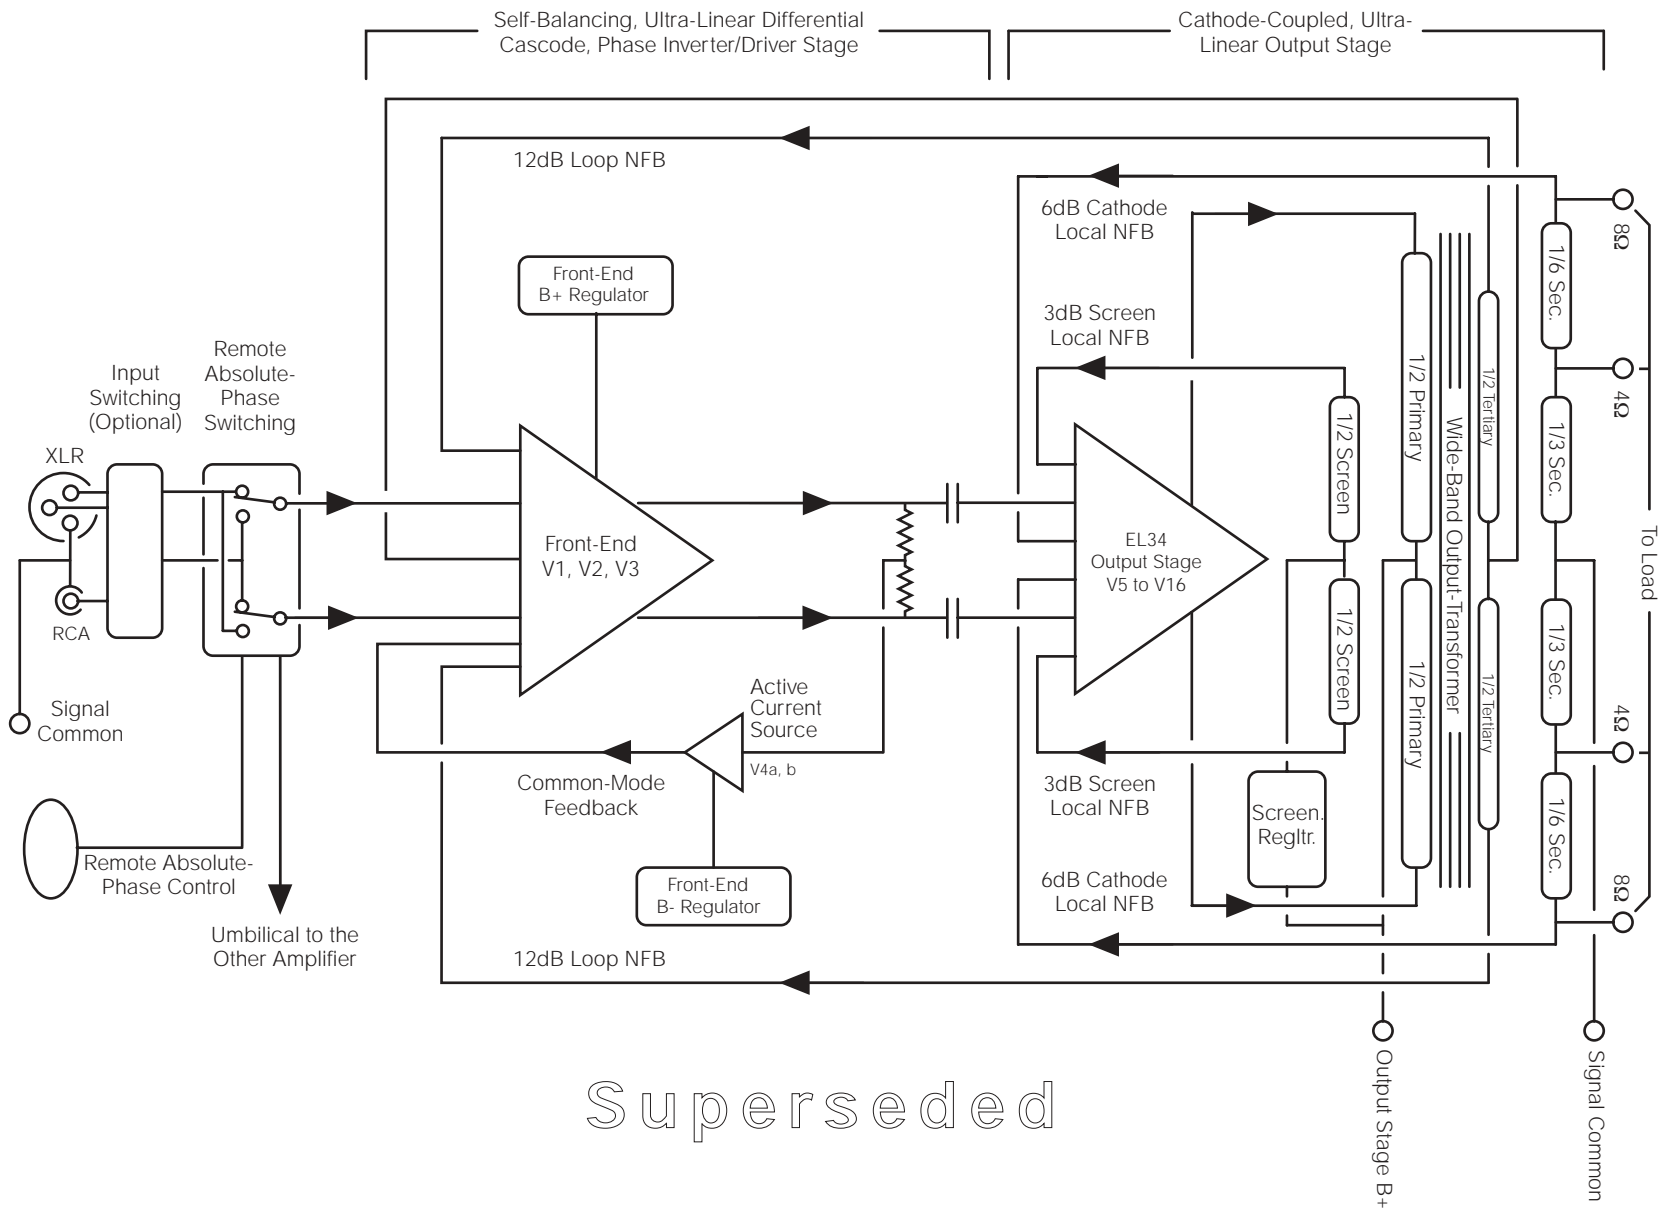 Self-Balancing, Ultra-Linear Differential
Cascode, Phase Inverter/Driver Stage
Cathode-Coupled, Ultra-
Linear Output Stage
12dB Loop NFB
6dB Cathode
Local NFB
8Ω
Front-End
B+ Regulator
1/6 Sec.
3dB Screen
Local NFB
Remote
Absolute-
Phase
Switching
Input
Switching
(Optional)
1/2 Primary
1/2 Tertiary
4Ω
XLR
1/2 Screen
Wide-Band Output-Transformer
1/3 Sec.
Front-End
V1, V2, V3
EL34
Output Stage
V5 to V16
To Load
RCA
1/2 Screen
1/2 Primary
1/2 Tertiary
1/3 Sec.
Signal
Common
Active
Current
Source
V4a, b
4Ω
Common-Mode
Feedback
3dB Screen
Local NFB
Screen.
Regltr.
1/6 Sec.
Remote Absolute-
Phase Control
Front-End
B- Regulator
6dB Cathode
Local NFB
8Ω
Umbilical to the
Other Amplifier
12dB Loop NFB
Output Stage B+
Signal Common
Superseded